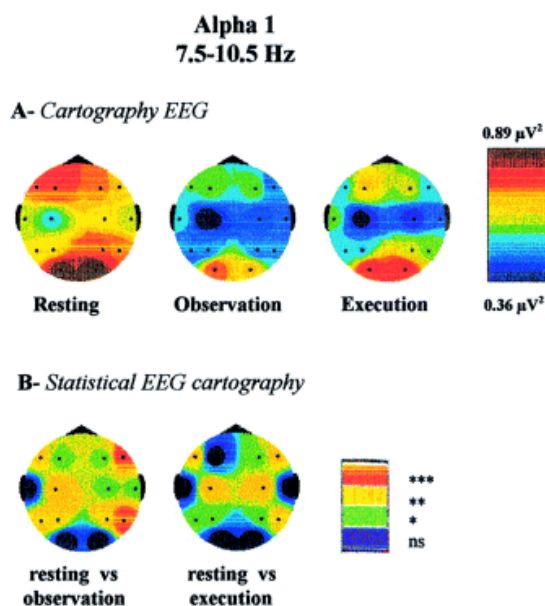 Alpha 1
7.5-10.5 Hz
A- Cartography EEG
0.89 µV²
Resting
Observation
Execution
0.36 µV²
B- Statistical EEG cartography
***
**
*
ns
resting vs
observation
resting vs
execution